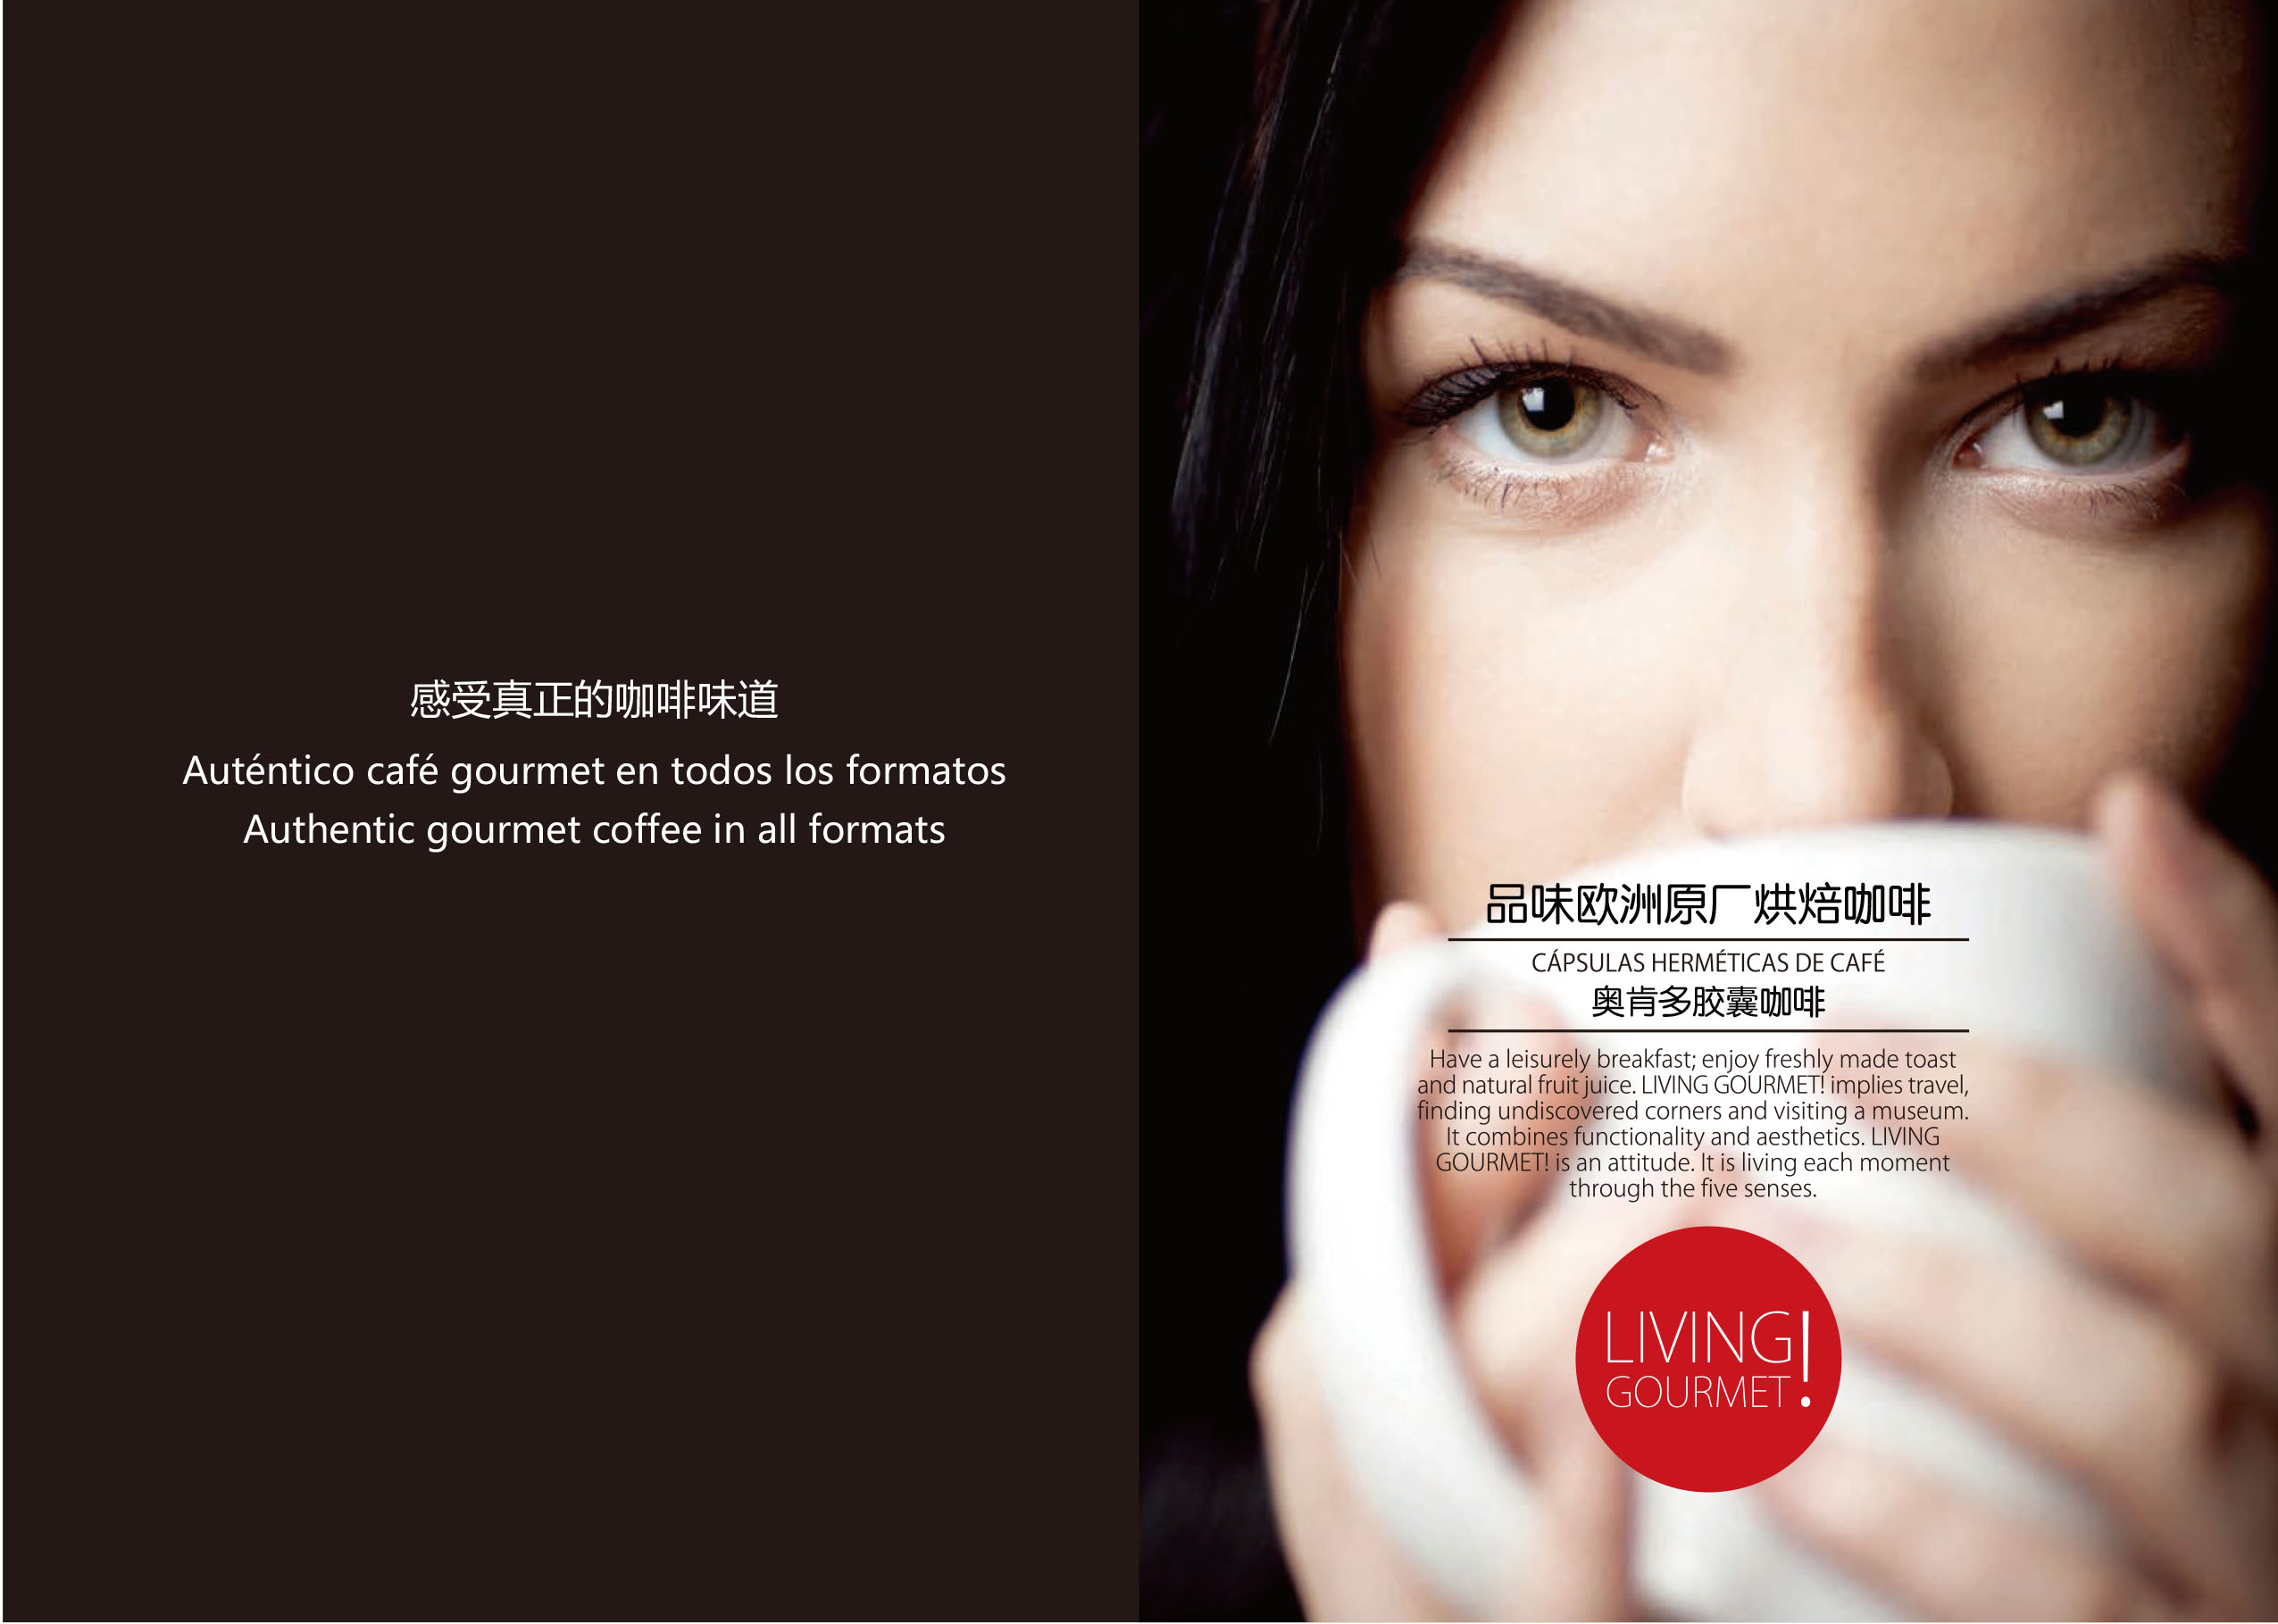 感受真正的咖啡味道
Auténtico café gourmet en todos los formatos
Authentic gourmet coffee in all formats
品味欧洲原厂烘焙咖啡
CÁPSULAS HERMÉTICAS DE CAFÉ
奥肯多胶囊咖啡
Have a leisurely breakfast; enjoy freshly made toast
and natural fruit juice. LIVING GOURMET! implies travel,
finding undiscovered corners and visiting a museum.
It combines functionality and aesthetics. LIVING
GOURMET! is an attitude. It is living each moment
through the five senses.
LIVING
GOURMET!